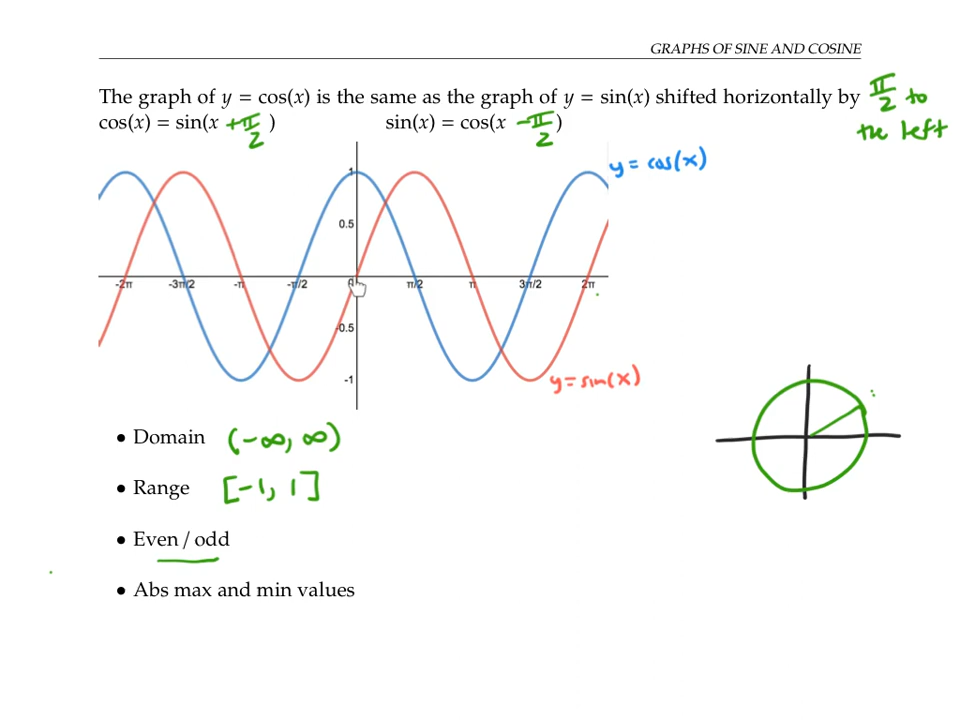 GRAPHS OF SINE AND COSINE
The graph of y = cos(x) is the same as the graph of y = sin(x) shifted horizontally by π/2 to
the left
cos(x) = sin(x + π/2 )
sin(x) = cos(x - π/2 )
y = cos(x)
1
0.5
-2π -3π/2 -π -π/2 0 π/2 π 3π/2 2π
-0.5
-1
y = sin(x)
• Domain (-∞, ∞)
• Range [-1, 1]
• Even / odd
• Abs max and min values